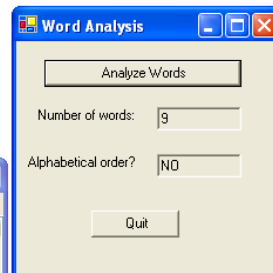 Word Analysis
Analyze Words
Number of words: 9
Alphabetical order? NO
Quit